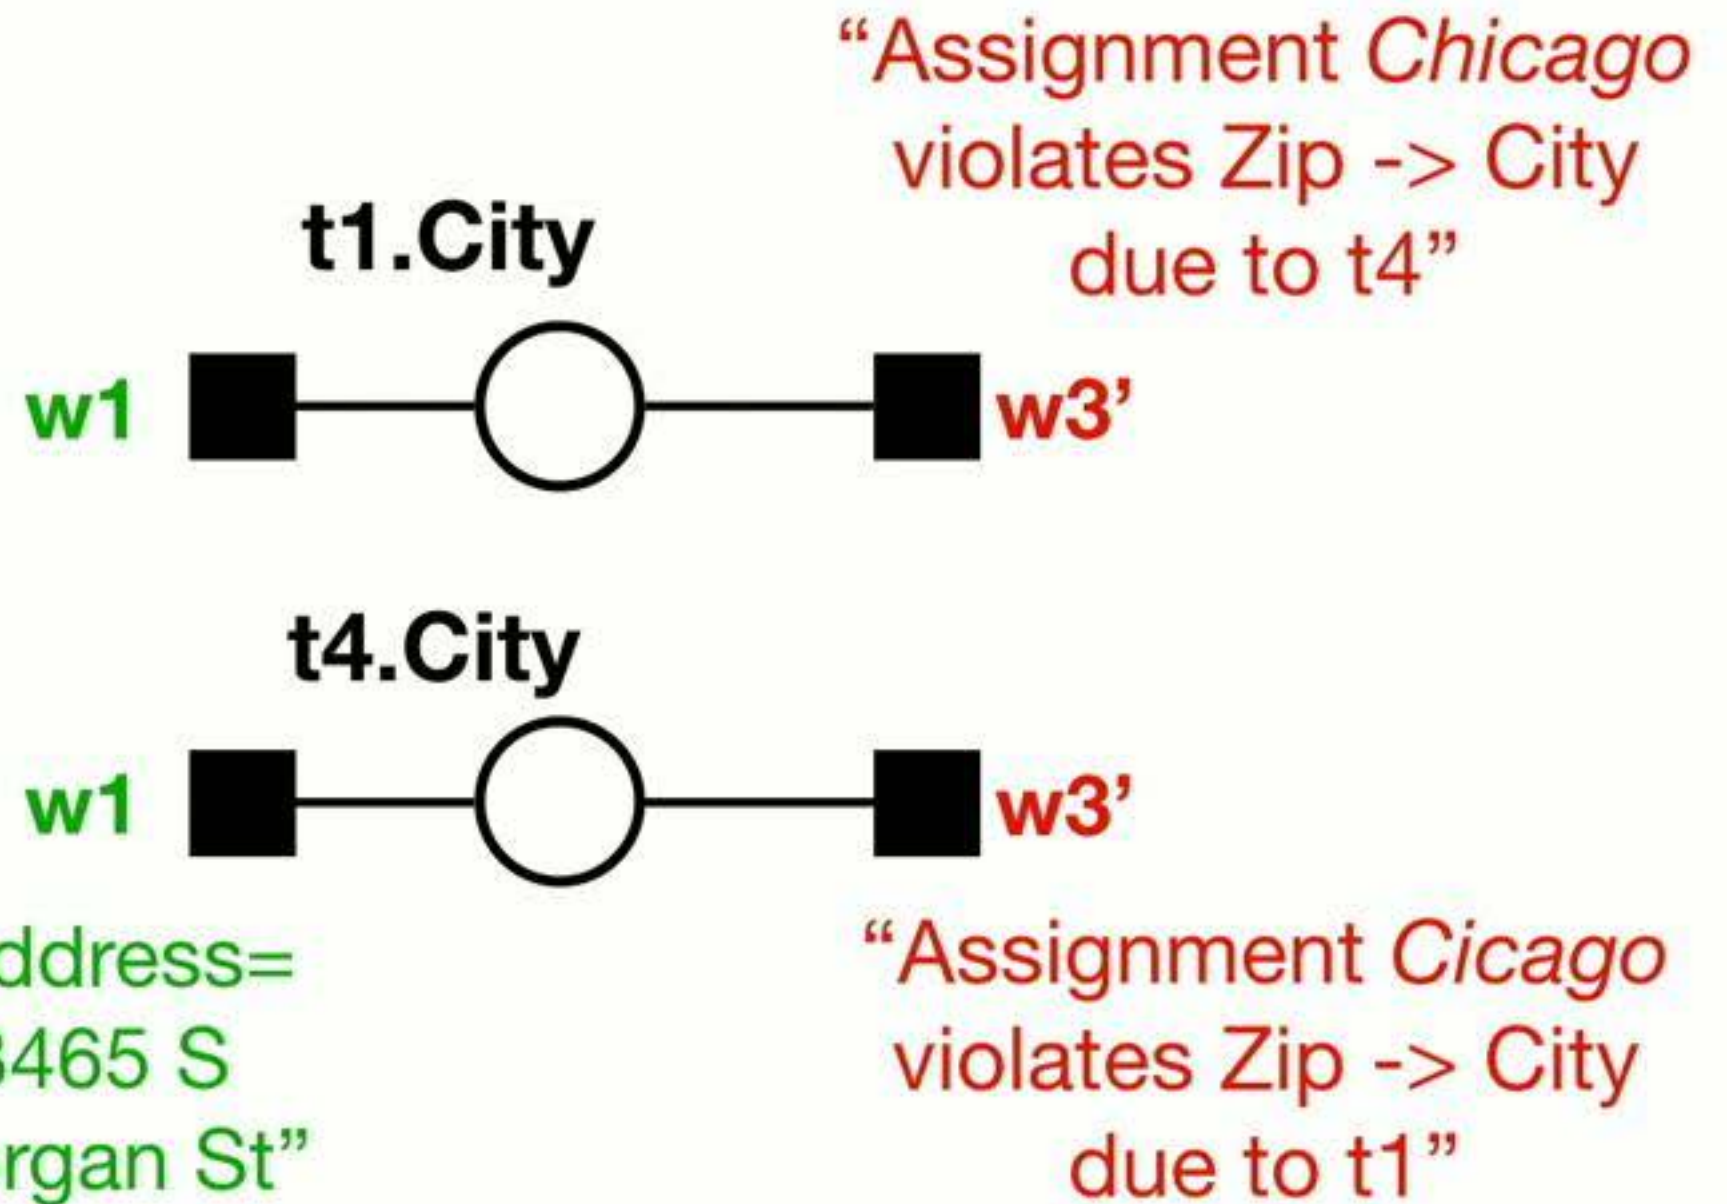 “Assignment Chicago
violates Zip -> City
due to t4”
t1.City
w1
w3’
t4.City
w1
w3’
ddress=
3465 S
rgan St”
“Assignment Cicago
violates Zip -> City
due to t1”